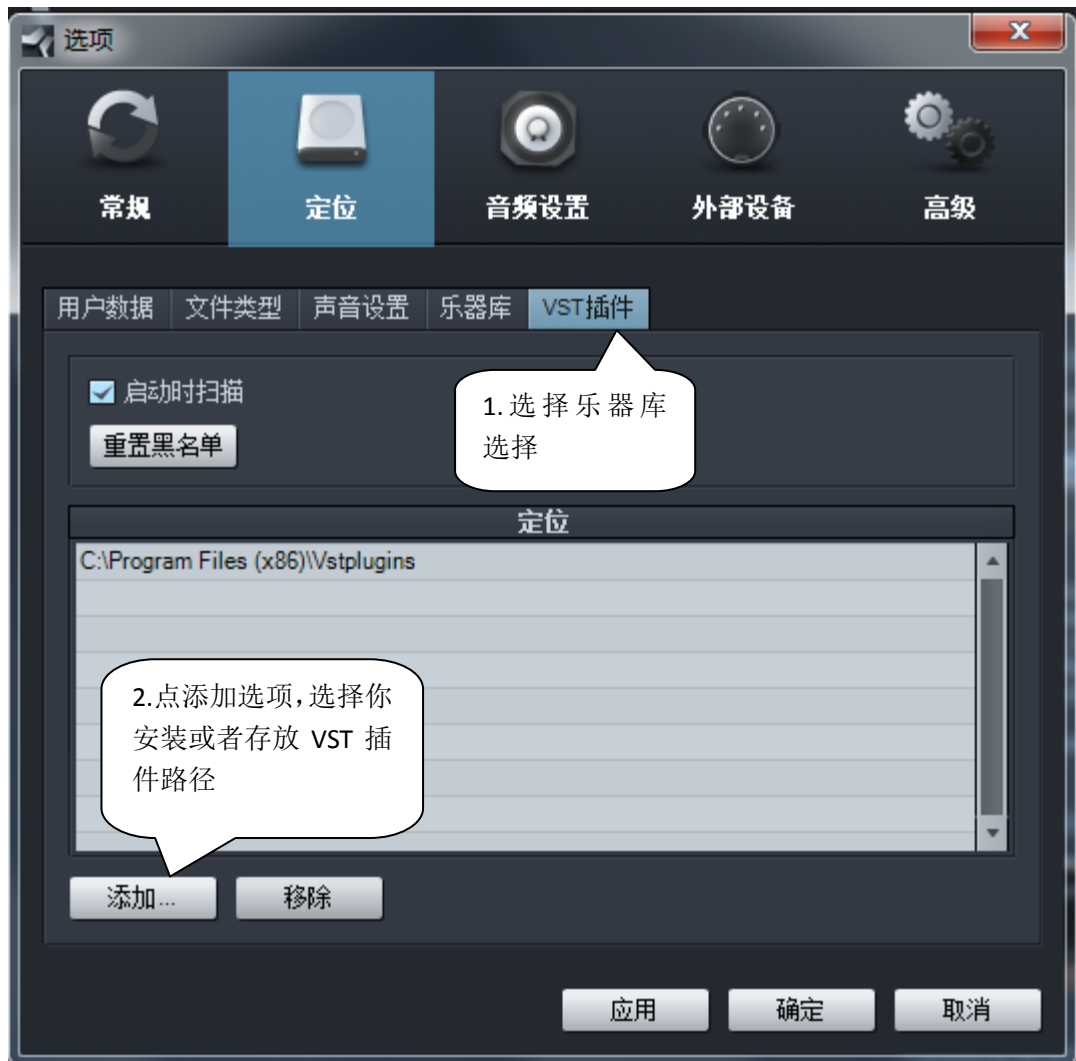 选项
常规 定位 音频设置 外部设备 高级
用户数据 文件类型 声音设置 乐器库 VST插件
启动时扫描
重置黑名单
1.选择乐器库
选择
定位
C:\Program Files (x86)\Vstplugins
2.点添加选项，选择你
安装或者存放 VST 插
件路径
添加... 移除
应用 确定 取消